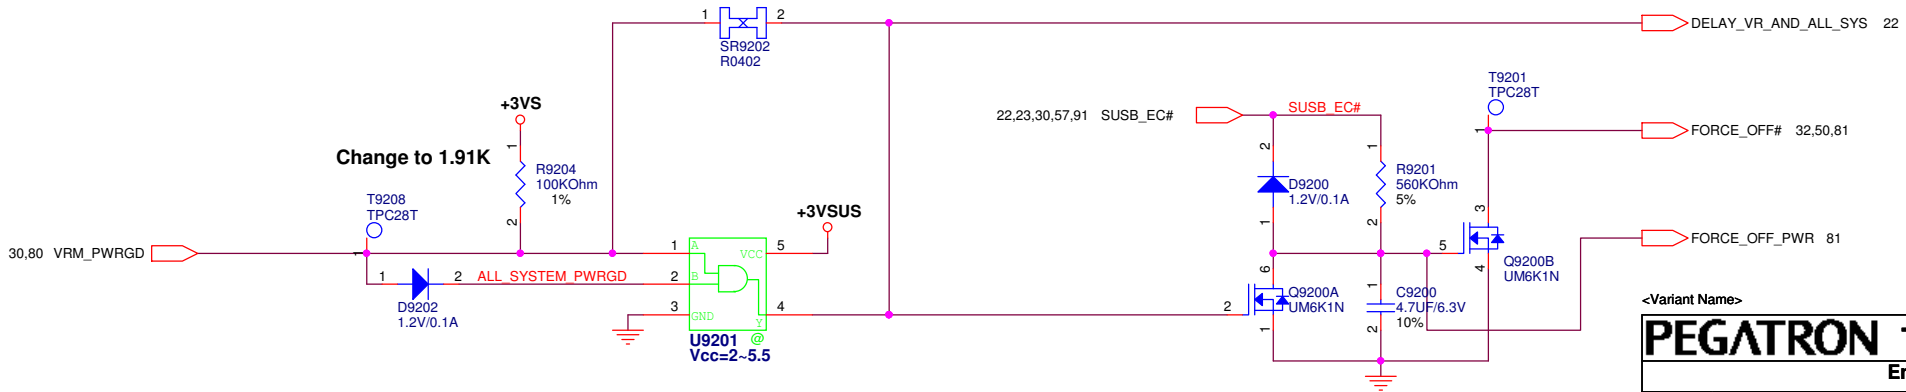 1 2
SR9202
R0402
DELAY_VR_AND_ALL_SYS 22
T9201
TPC28T
1
+3VS
22,23,30,57,91 SUSB_EC#
SUSB_EC#
FORCE_OFF# 32,50,81
Change to 1.91K
1
R9204
100KOhm
1%
2
2
D9200
1.2V/0.1A
1
1
R9201
560KOhm
5%
2
T9208
TPC28T
1
+3VSUS
3
5
Q9200B
UM6K1N
4
FORCE_OFF_PWR 81
30,80 VRM_PWRGD
1 A
VCC 5
1 2
ALL_SYSTEM_PWRGD
2 B
D9202
1.2V/0.1A
3 GND
Y 4
U9201 @
Vcc=2~5.5
6
2
Q9200A
UM6K1N
1
1
C9200
4.7UF/6.3V
10%
2
<Variant Name>
PEGATRON